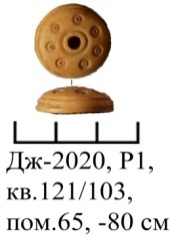 Дж-2020, Р1,
кв.121/103,
пом.65, -80 см